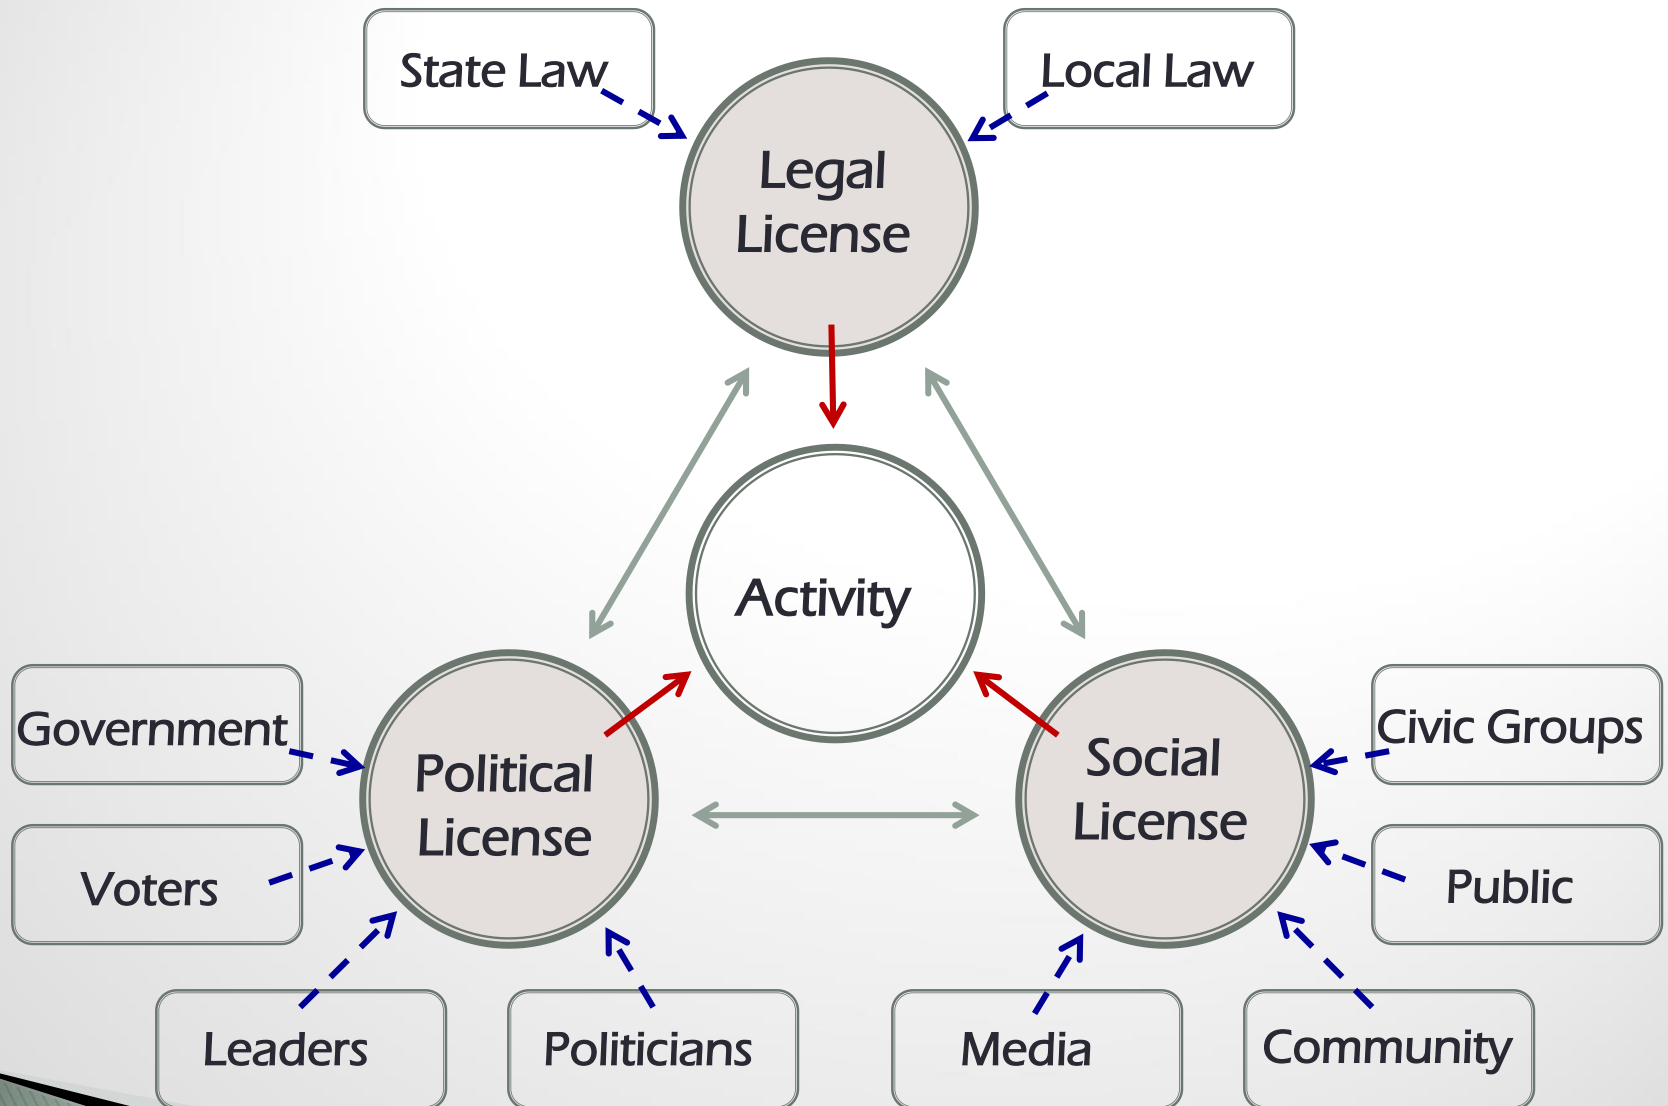 State Law
Local Law
Legal
License
Activity
Government
Political
License
Social
License
Civic Groups
Voters
Public
Leaders
Politicians
Media
Community